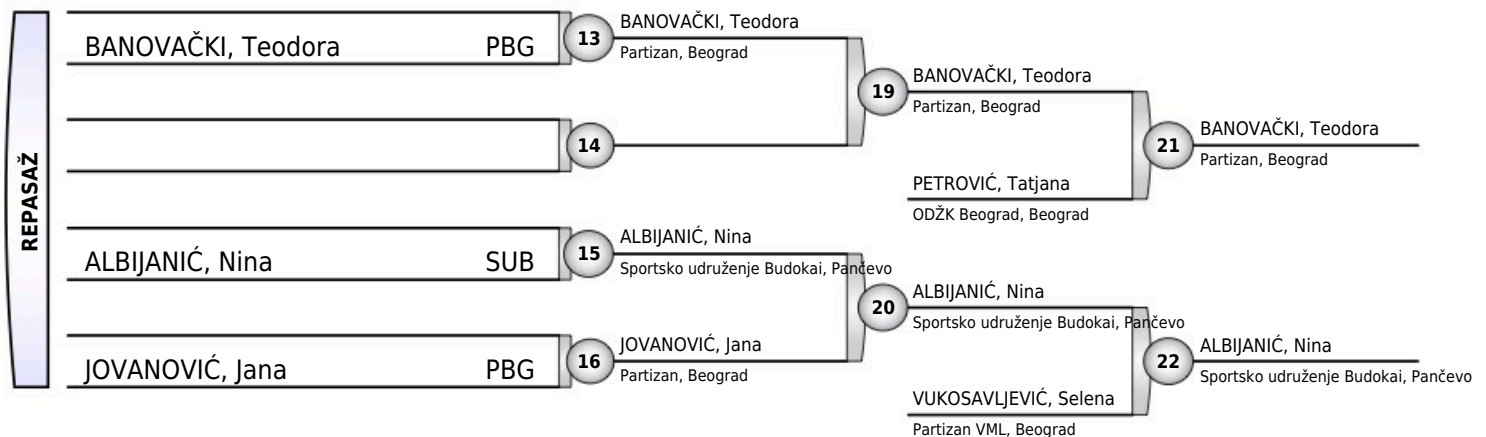 REPASAŽ
BANOVAČKI, Teodora PBG
13
BANOVAČKI, Teodora
Partizan, Beograd
14
19
BANOVAČKI, Teodora
Partizan, Beograd
PETROVIĆ, Tatjana
ODŽK Beograd, Beograd
21
BANOVAČKI, Teodora
Partizan, Beograd
ALBIJANIĆ, Nina SUB
15
ALBIJANIĆ, Nina
Sportsko udruženje Budokai, Pančevo
JOVANOVIĆ, Jana PBG
16
JOVANOVIĆ, Jana
Partizan, Beograd
20
ALBIJANIĆ, Nina
Sportsko udruženje Budokai, Pančevo
VUKOSAVLJEVIĆ, Selena
Partizan VML, Beograd
22
ALBIJANIĆ, Nina
Sportsko udruženje Budokai, Pančevo